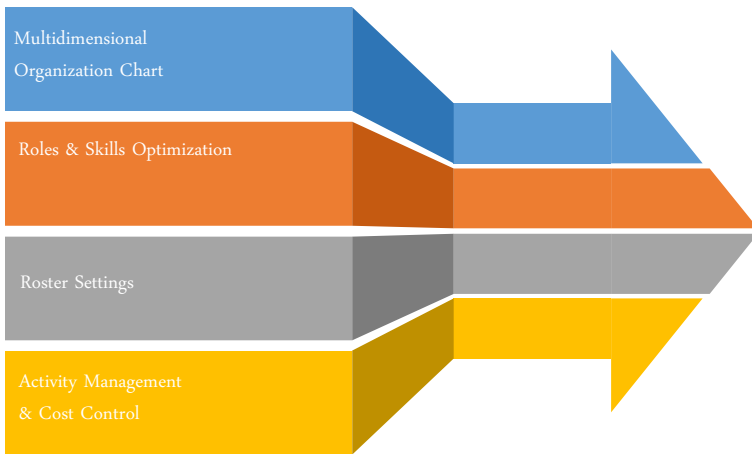 Multidimensional
Organization Chart
Roles & Skills Optimization
Roster Settings
Activity Management
& Cost Control